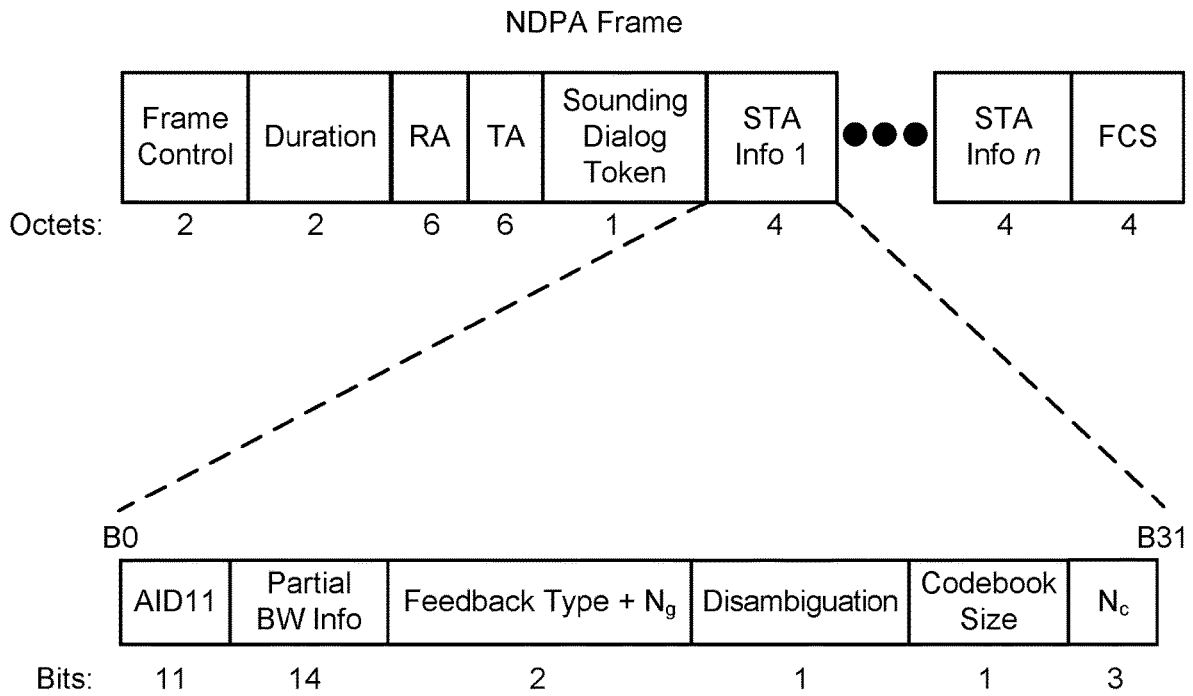 NDPA Frame
Frame Control
Duration
RA
TA
Sounding Dialog Token
STA Info 1
STA Info n
FCS
Octets: 2 2 6 6 1 4 4 4
B0 B31
AID11
Partial BW Info
Feedback Type + Ng
Disambiguation
Codebook Size
Nc
Bits: 11 14 2 1 1 3